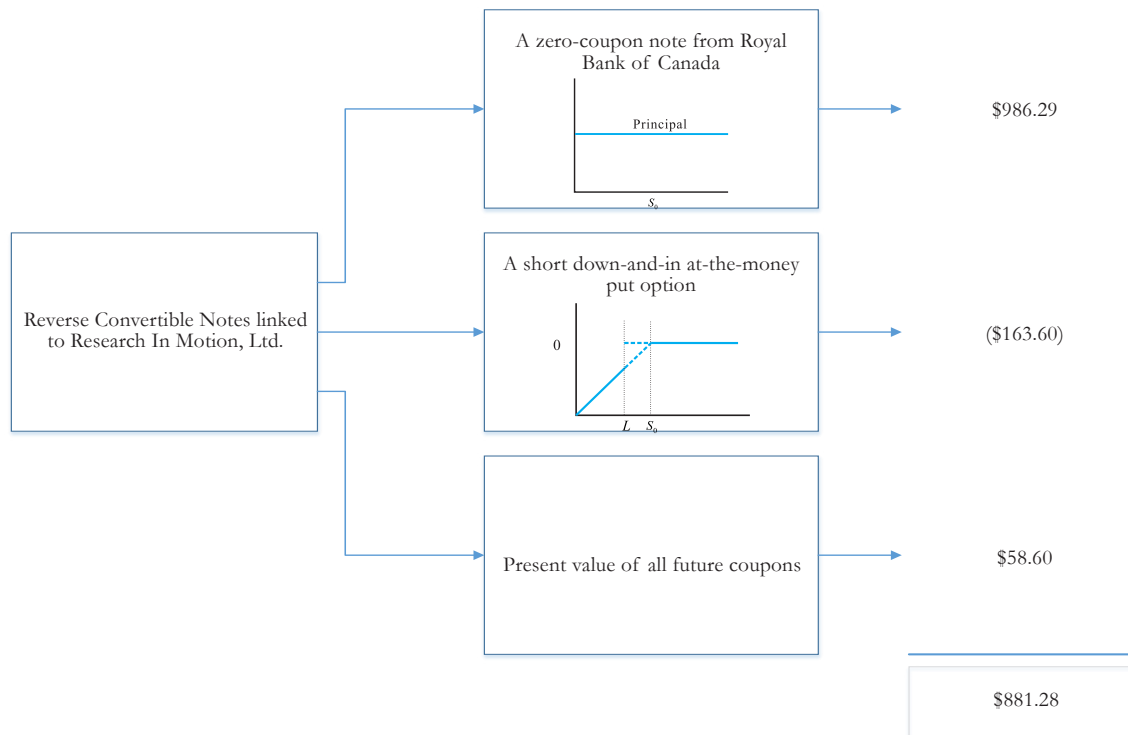 A zero-coupon note from Royal
Bank of Canada
Principal
S₀
$986.29
Reverse Convertible Notes linked
to Research In Motion, Ltd.
A short down-and-in at-the-money
put option
0
L S₀
($163.60)
Present value of all future coupons
$58.60
$881.28